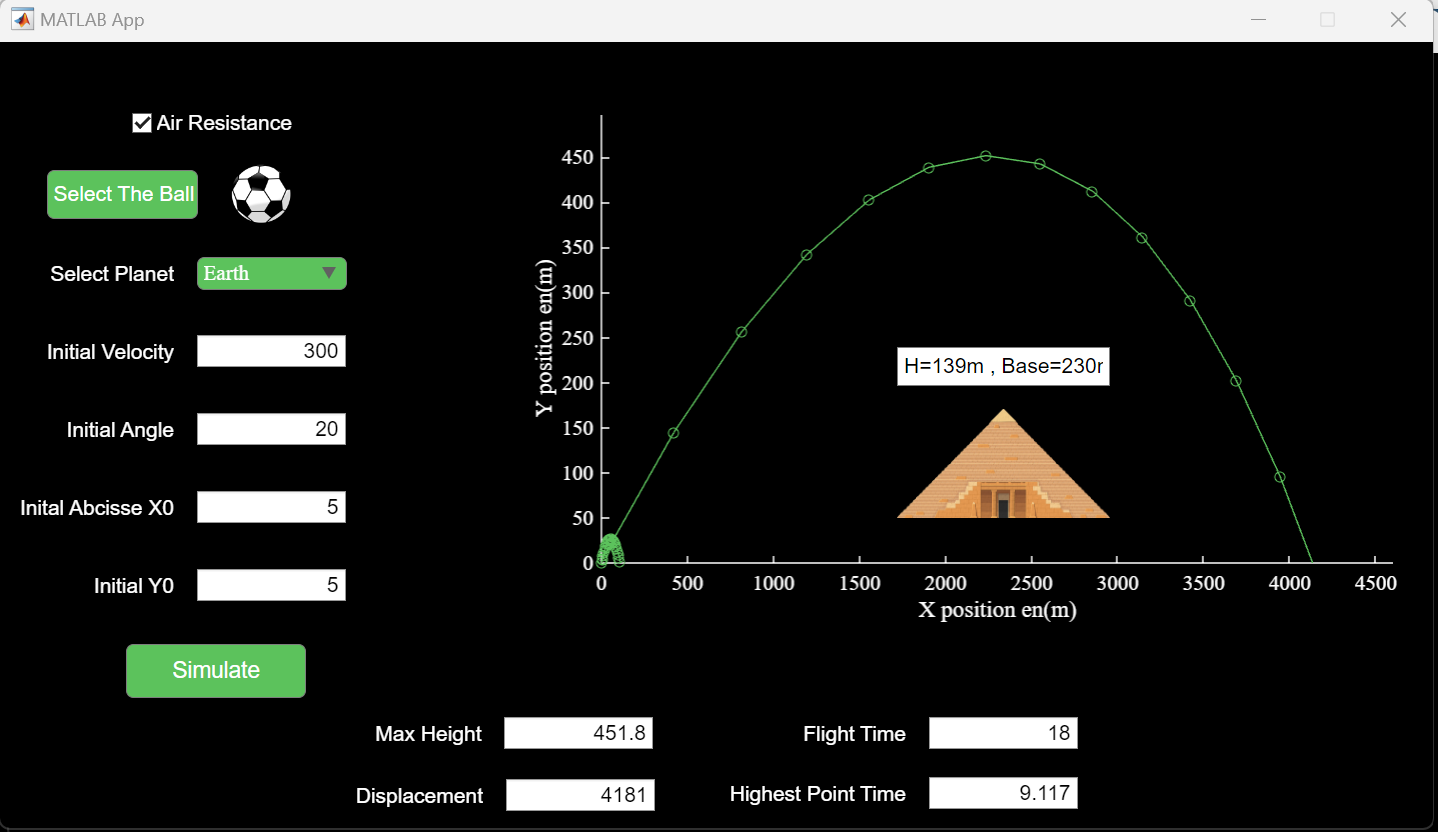 MATLAB App
Air Resistance
Select The Ball
Select Planet
Earth
Initial Velocity
300
Initial Angle
20
Inital Abcisse X0
5
Initial Y0
5
Simulate
450
400
350
300
250
200
150
100
50
0
Y position en(m)
H=139m , Base=230m
0 500 1000 1500 2000 2500 3000 3500 4000 4500
X position en(m)
Max Height
451.8
Flight Time
18
Displacement
4181
Highest Point Time
9.117